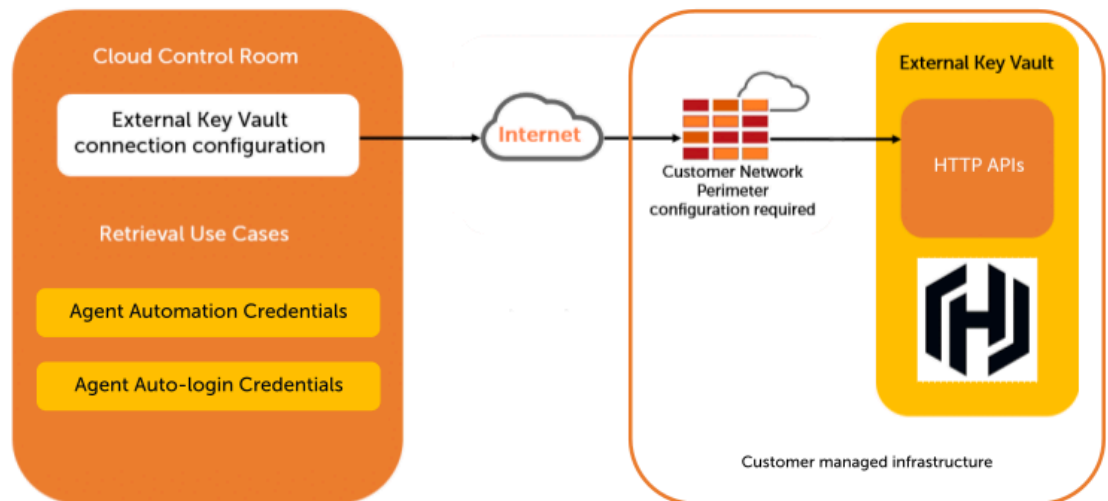 Cloud Control Room
External Key Vault
connection configuration
Retrieval Use Cases
Agent Automation Credentials
Agent Auto-login Credentials
Internet
Customer Network
Perimeter
configuration required
External Key Vault
HTTP APIs
Customer managed infrastructure